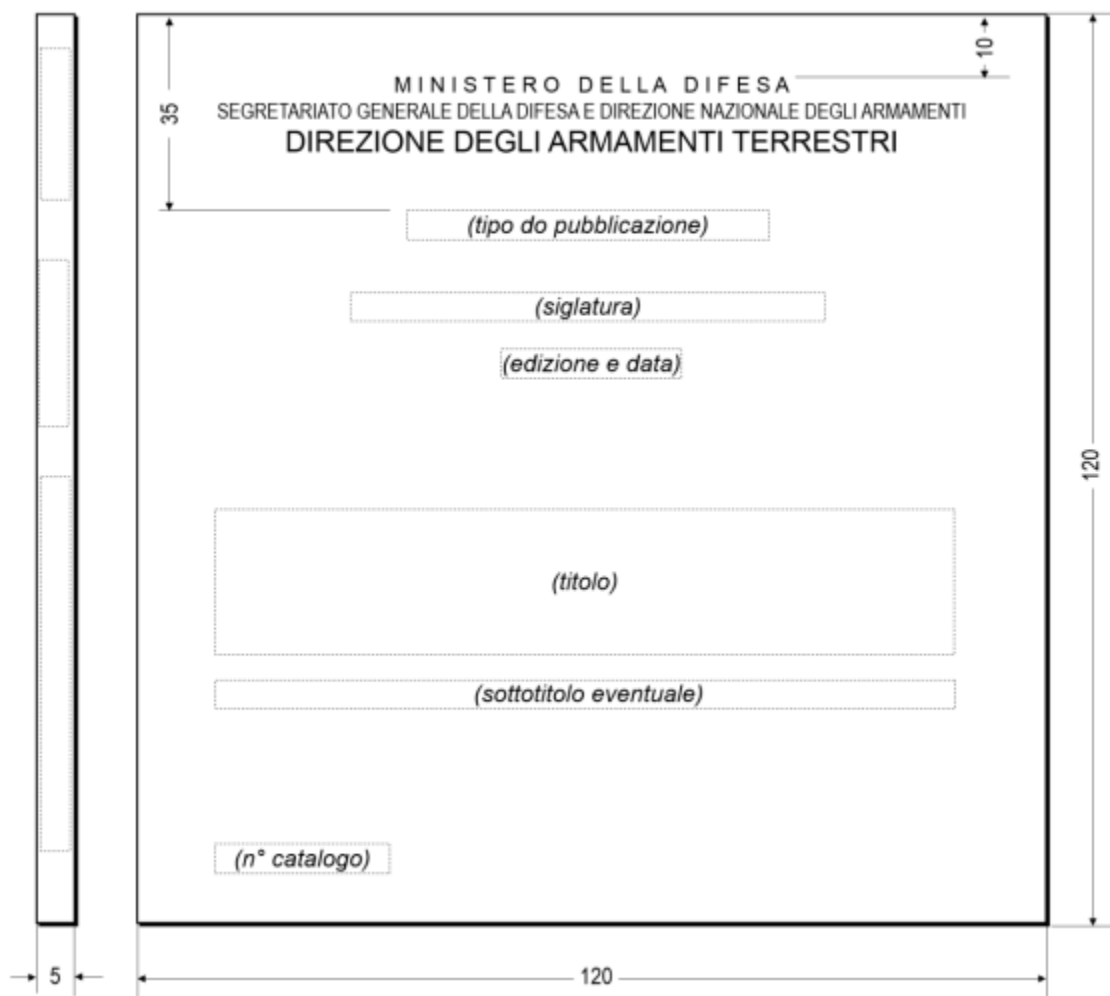 10
35
MINISTERO DELLA DIFESA
SEGRETARIATO GENERALE DELLA DIFESA E DIREZIONE NAZIONALE DEGLI ARMAMENTI
DIREZIONE DEGLI ARMAMENTI TERRESTRI
(tipo do pubblicazione)
(siglatura)
(edizione e data)
120
(titolo)
(sottotitolo eventuale)
(n° catalogo)
5
120